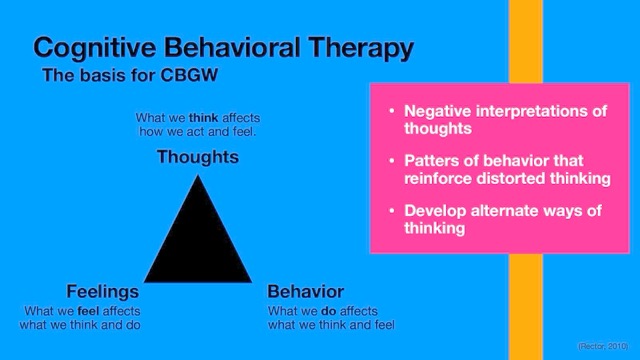 Cognitive Behavioral Therapy
The basis for CBGW
What we think affects
how we act and feel.
Thoughts
Feelings
What we feel affects
what we think and do
Behavior
What we do affects
what we think and feel
• Negative interpretations of
thoughts
• Patters of behavior that
reinforce distorted thinking
• Develop alternate ways of
thinking
(Rector, 2010)